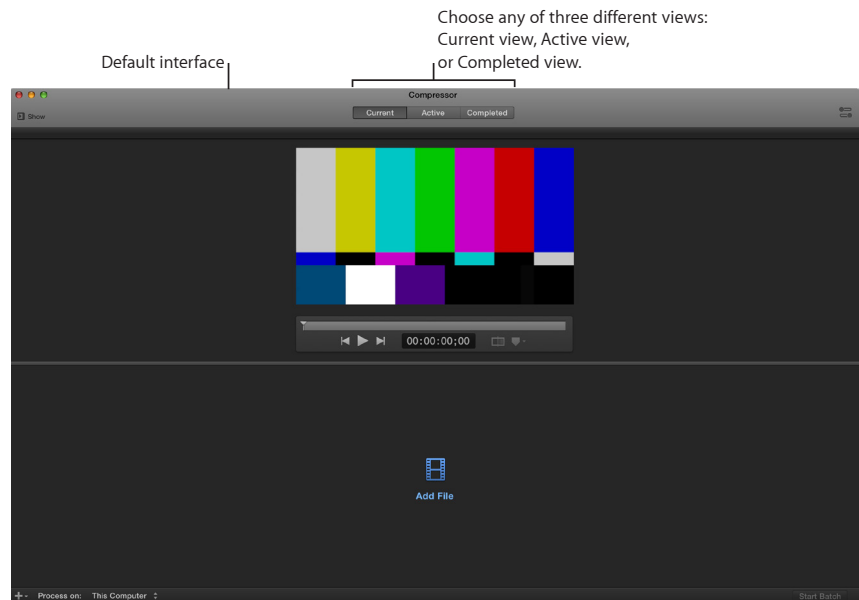 Choose any of three different views:
Current view, Active view,
or Completed view.
Default interface
Compressor
Show
Current Active Completed
00:00:00;00
Add File
Process on: This Computer
Start Batch